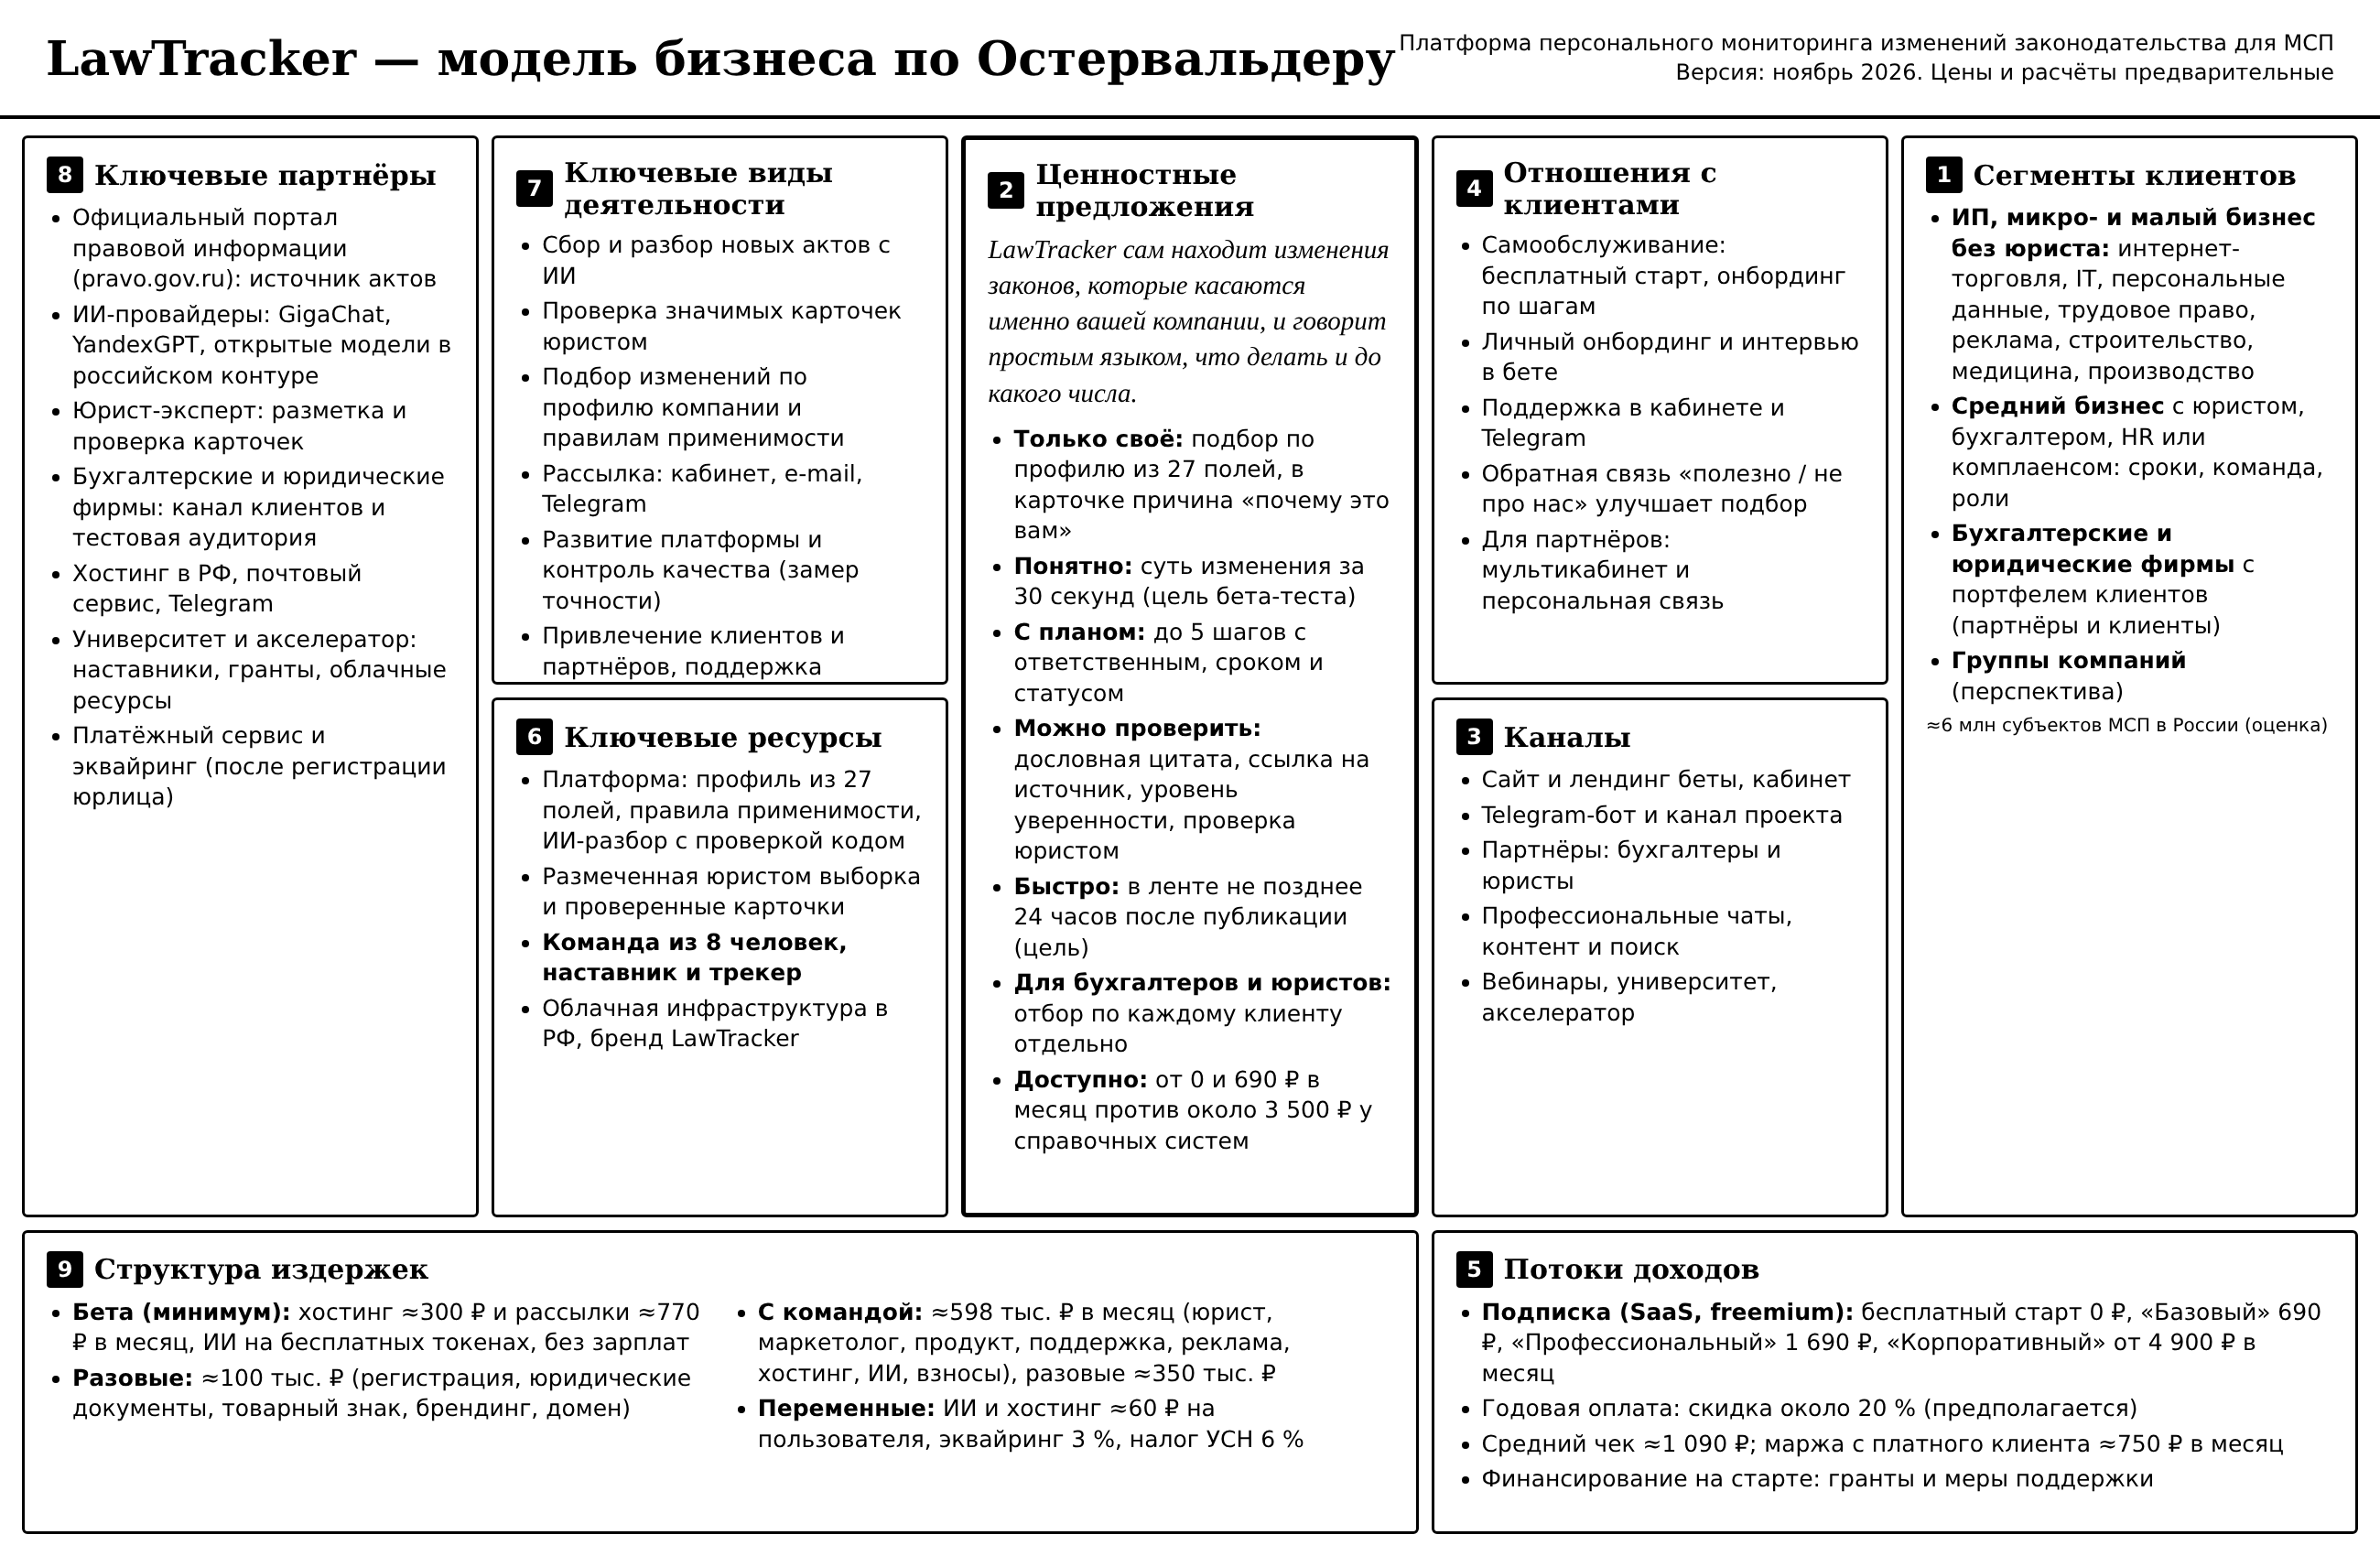 LawTracker — модель бизнеса по Остервальдеру
Платформа персонального мониторинга изменений законодательства для МСП
Версия: ноябрь 2026. Цены и расчёты предварительные
8 Ключевые партнёры
• Официальный портал
правовой информации
(pravo.gov.ru): источник актов
• ИИ-провайдеры: GigaChat,
YandexGPT, открытые модели в
российском контуре
• Юрист-эксперт: разметка и
проверка карточек
• Бухгалтерские и юридические
фирмы: канал клиентов и
тестовая аудитория
• Хостинг в РФ, почтовый
сервис, Telegram
• Университет и акселератор:
наставники, гранты, облачные
ресурсы
• Платёжный сервис и
эквайринг (после регистрации
юрлица)
7 Ключевые виды
деятельности
• Сбор и разбор новых актов с
ИИ
• Проверка значимых карточек
юристом
• Подбор изменений по
профилю компании и
правилам применимости
• Рассылка: кабинет, e-mail,
Telegram
• Развитие платформы и
контроль качества (замер
точности)
• Привлечение клиентов и
партнёров, поддержка
6 Ключевые ресурсы
• Платформа: профиль из 27
полей, правила применимости,
ИИ-разбор с проверкой кодом
• Размеченная юристом выборка
и проверенные карточки
• Команда из 8 человек,
наставник и трекер
• Облачная инфраструктура в
РФ, бренд LawTracker
2 Ценностные
предложения
LawTracker сам находит изменения
законов, которые касаются
именно вашей компании, и говорит
простым языком, что делать и до
какого числа.
• Только своё: подбор по
профилю из 27 полей, в
карточке причина «почему это
вам»
• Понятно: суть изменения за
30 секунд (цель бета-теста)
• С планом: до 5 шагов с
ответственным, сроком и
статусом
• Можно проверить:
дословная цитата, ссылка на
источник, уровень
уверенности, проверка
юристом
• Быстро: в ленте не позднее
24 часов после публикации
(цель)
• Для бухгалтеров и юристов:
отбор по каждому клиенту
отдельно
• Доступно: от 0 и 690 ₽ в
месяц против около 3 500 ₽ у
справочных систем
4 Отношения с
клиентами
• Самообслуживание:
бесплатный старт, онбординг
по шагам
• Личный онбординг и интервью
в бете
• Поддержка в кабинете и
Telegram
• Обратная связь «полезно / не
про нас» улучшает подбор
• Для партнёров:
мультикабинет и
персональная связь
3 Каналы
• Сайт и лендинг беты, кабинет
• Telegram-бот и канал проекта
• Партнёры: бухгалтеры и
юристы
• Профессиональные чаты,
контент и поиск
• Вебинары, университет,
акселератор
1 Сегменты клиентов
• ИП, микро- и малый бизнес
без юриста: интернет-
торговля, IT, персональные
данные, трудовое право,
реклама, строительство,
медицина, производство
• Средний бизнес с юристом,
бухгалтером, HR или
комплаенсом: сроки, команда,
роли
• Бухгалтерские и
юридические фирмы с
портфелем клиентов
(партнёры и клиенты)
• Группы компаний
(перспектива)
≈6 млн субъектов МСП в России (оценка)
9 Структура издержек
• Бета (минимум): хостинг ≈300 ₽ и рассылки ≈770
₽ в месяц, ИИ на бесплатных токенах, без зарплат
• Разовые: ≈100 тыс. ₽ (регистрация, юридические
документы, товарный знак, брендинг, домен)
• С командой: ≈598 тыс. ₽ в месяц (юрист,
маркетолог, продукт, поддержка, реклама,
хостинг, ИИ, взносы), разовые ≈350 тыс. ₽
• Переменные: ИИ и хостинг ≈60 ₽ на
пользователя, эквайринг 3 %, налог УСН 6 %
5 Потоки доходов
• Подписка (SaaS, freemium): бесплатный старт 0 ₽, «Базовый» 690
₽, «Профессиональный» 1 690 ₽, «Корпоративный» от 4 900 ₽ в
месяц
• Годовая оплата: скидка около 20 % (предполагается)
• Средний чек ≈1 090 ₽; маржа с платного клиента ≈750 ₽ в месяц
• Финансирование на старте: гранты и меры поддержки